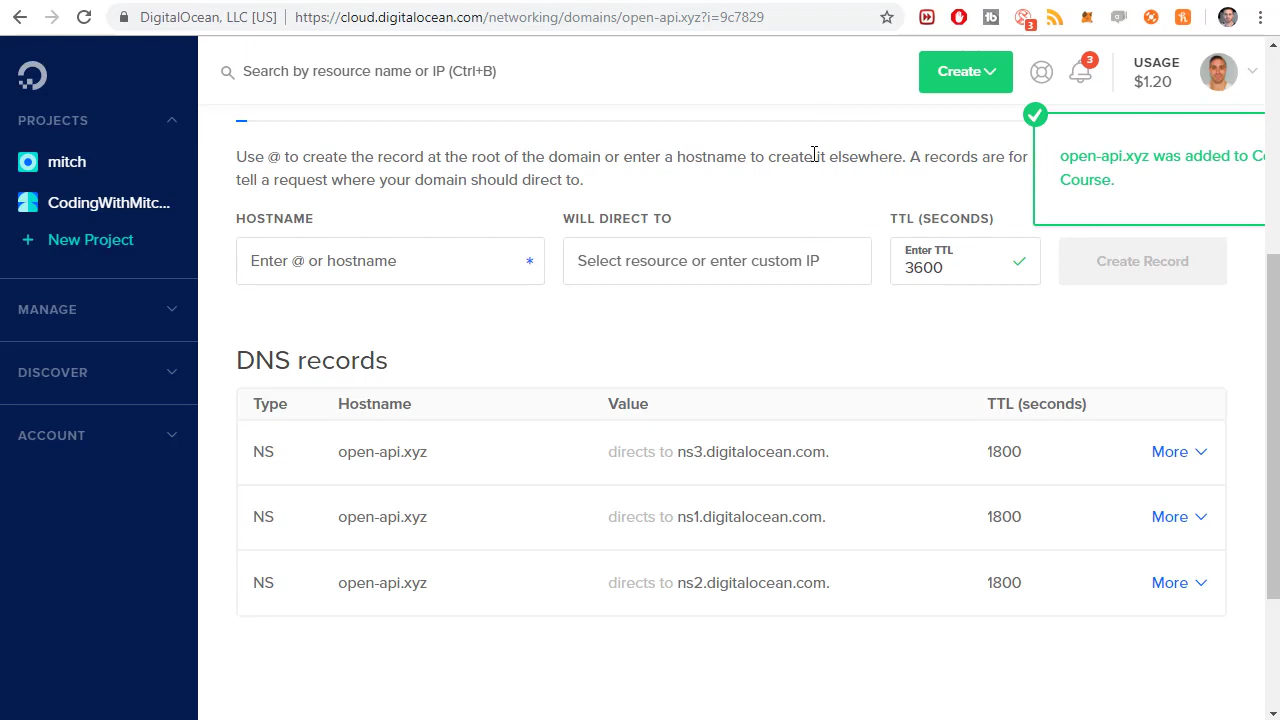 DigitalOcean, LLC [US] | https://cloud.digitalocean.com/networking/domains/open-api.xyz?i=9c7829
3
Search by resource name or IP (Ctrl+B)
Create
3
USAGE
$1.20
PROJECTS
mitch
CodingWithMitc...
+ New Project
MANAGE
DISCOVER
ACCOUNT
open-api.xyz was added to Co
Course.
Use @ to create the record at the root of the domain or enter a hostname to create it elsewhere. A records are for
tell a request where your domain should direct to.
HOSTNAME
WILL DIRECT TO
TTL (SECONDS)
Enter @ or hostname *
Select resource or enter custom IP
Enter TTL
3600
Create Record
DNS records
Type Hostname Value TTL (seconds)
NS open-api.xyz directs to ns3.digitalocean.com. 1800 More
NS open-api.xyz directs to ns1.digitalocean.com. 1800 More
NS open-api.xyz directs to ns2.digitalocean.com. 1800 More